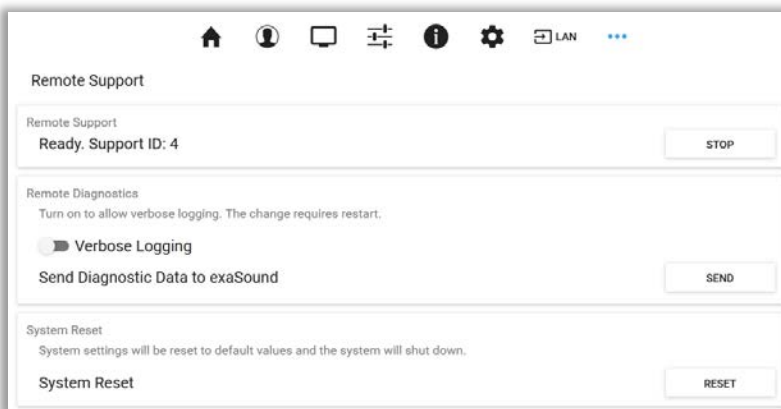 LAN
Remote Support
Remote Support
Ready. Support ID: 4
STOP
Remote Diagnostics
Turn on to allow verbose logging. The change requires restart.
Verbose Logging
Send Diagnostic Data to exaSound
SEND
System Reset
System settings will be reset to default values and the system will shut down.
System Reset
RESET